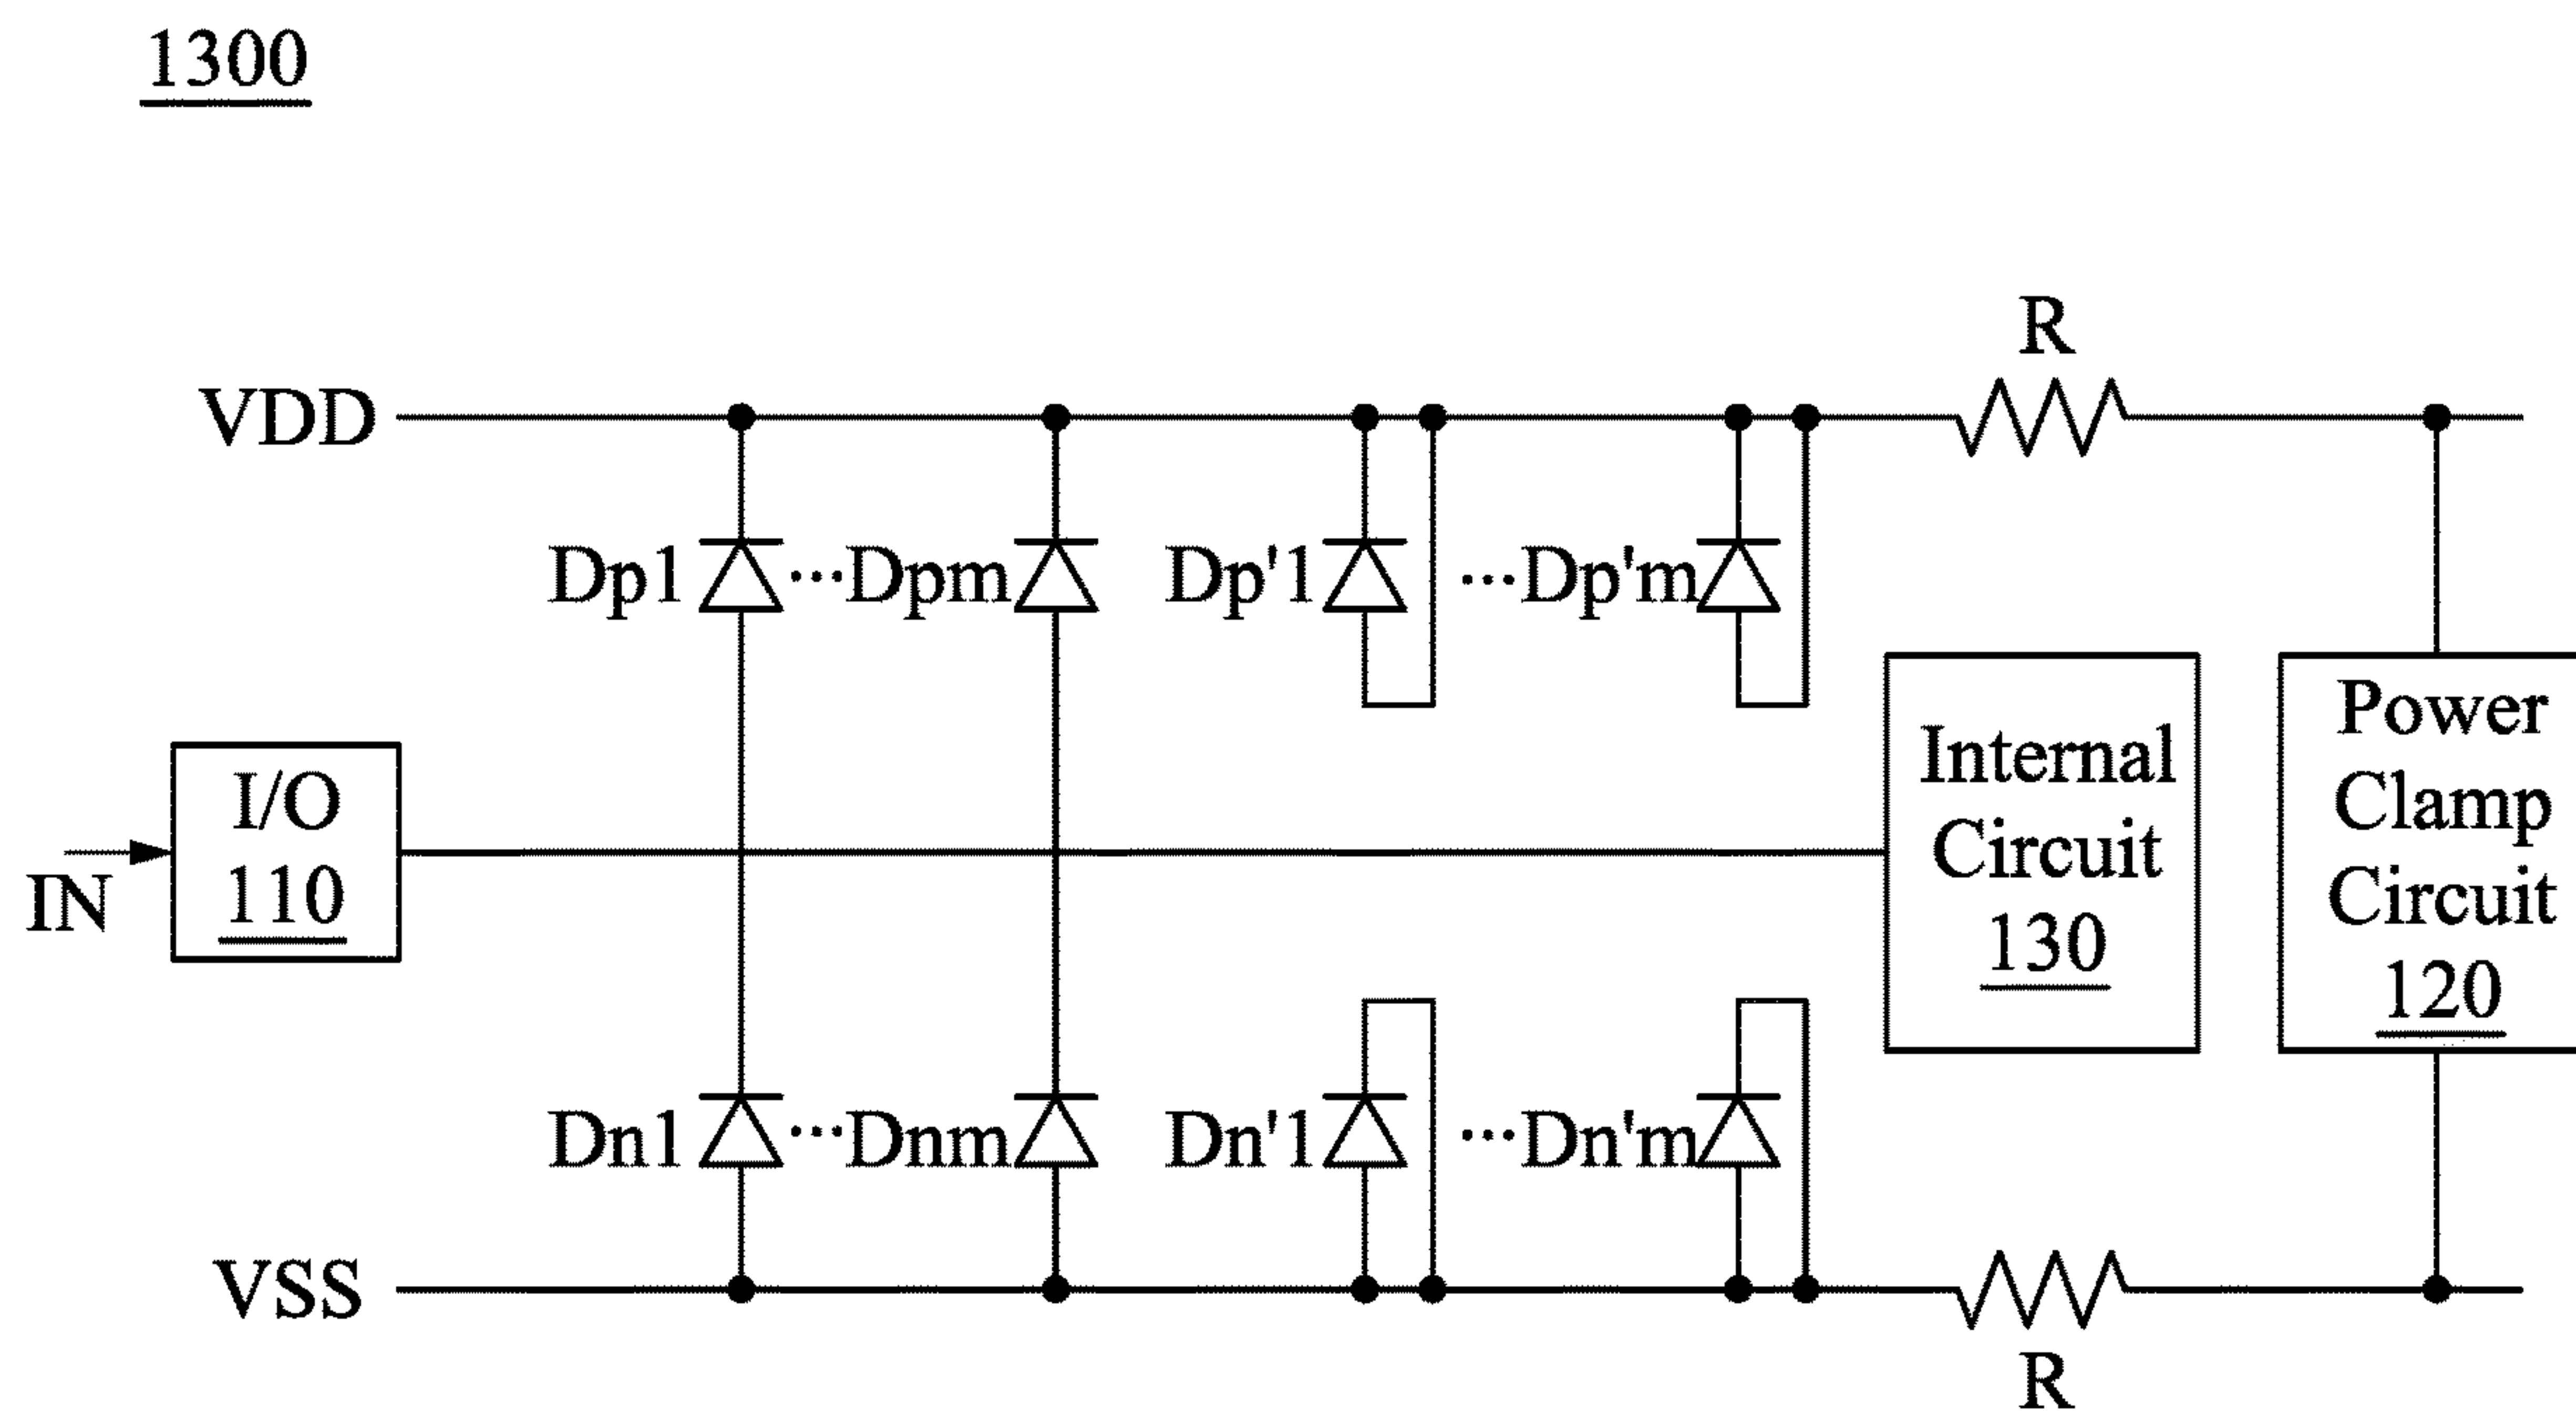 1300
R
VDD
Dp1 ...Dpm Dp'1 ...Dp'm
I/O
110
IN
Internal
Circuit
130
Power
Clamp
Circuit
120
Dn1 ...Dnm Dn'1 ...Dn'm
VSS
R